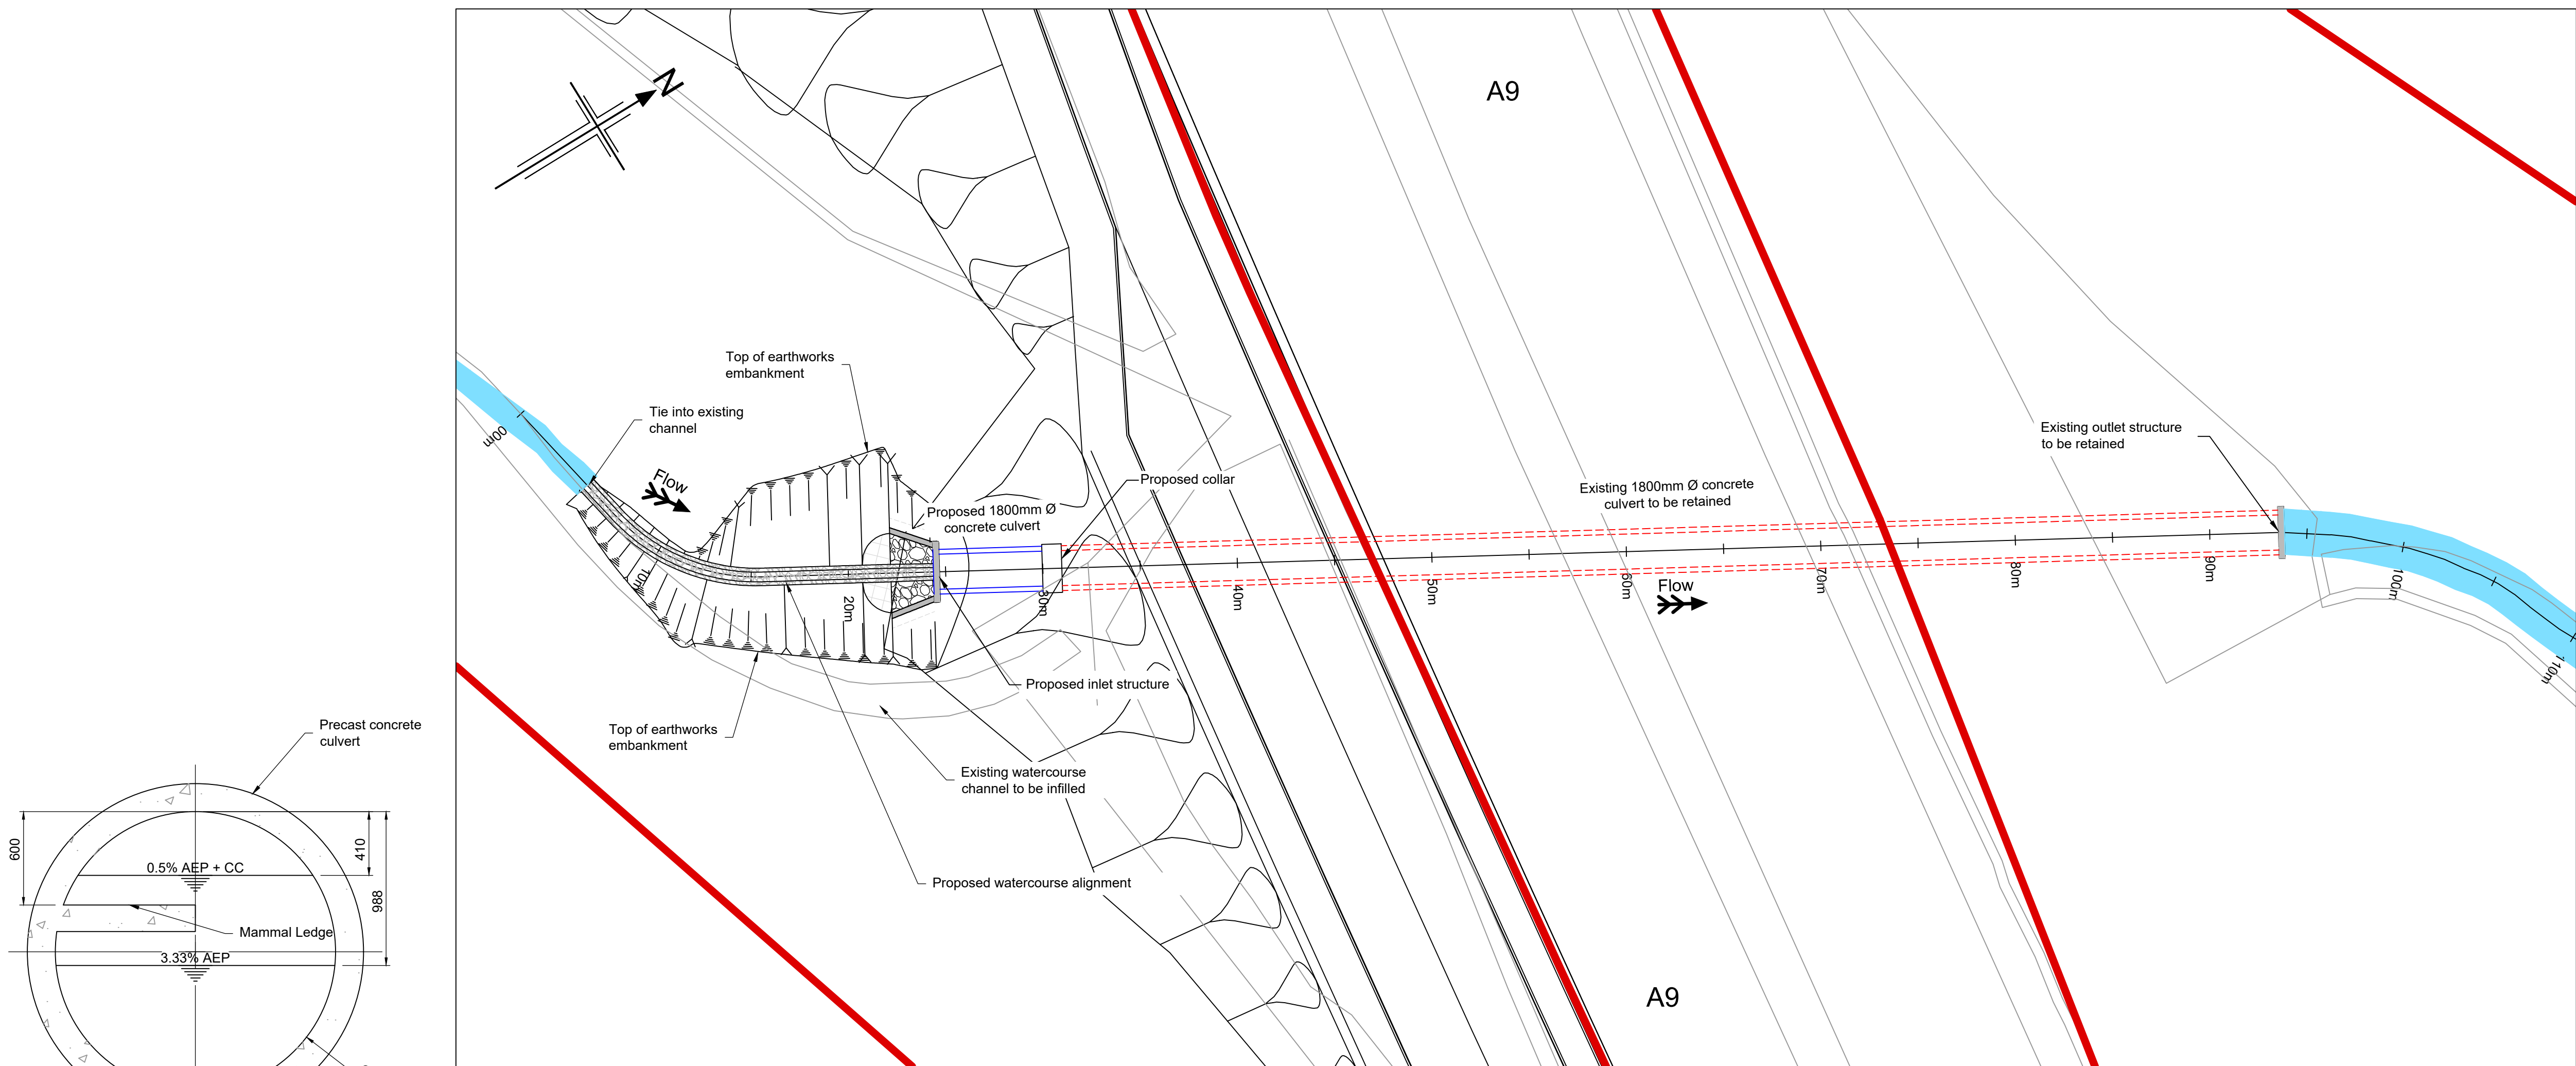 N
A9
Top of earthworks
embankment
Tie into existing
channel
00m
Flow
Proposed 1800mm Ø
concrete culvert
Proposed collar
Existing 1800mm Ø concrete
culvert to be retained
Existing outlet structure
to be retained
10m
20m
30m
40m
50m
60m
70m
80m
90m
100m
110m
Flow
Proposed inlet structure
Top of earthworks
embankment
Existing watercourse
channel to be infilled
Proposed watercourse alignment
A9
Precast concrete
culvert
600
410
988
0.5% AEP + CC
Mammal Ledge
3.33% AEP